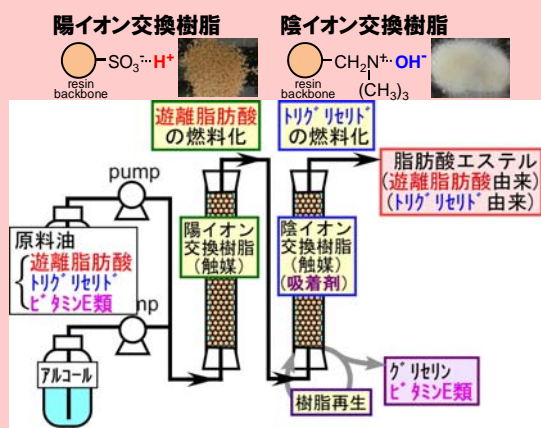 陽イオン交換樹脂
陰イオン交換樹脂
SO₃⁻ H⁺
resin
backbone
CH₂N⁺ OH⁻
(CH₃)₃
resin
backbone
遊離脂肪酸
の燃料化
トリグリセリド
の燃料化
pump
脂肪酸エステル
(遊離脂肪酸由来)
(トリグリセリド由来)
原料油
遊離脂肪酸
トリグリセリド
ビタミンE類
陽イオン
交換樹脂
(触媒)
陰イオン
交換樹脂
(触媒)
(吸着剤)
アルコール
樹脂再生
グリセリン
ビタミンE類